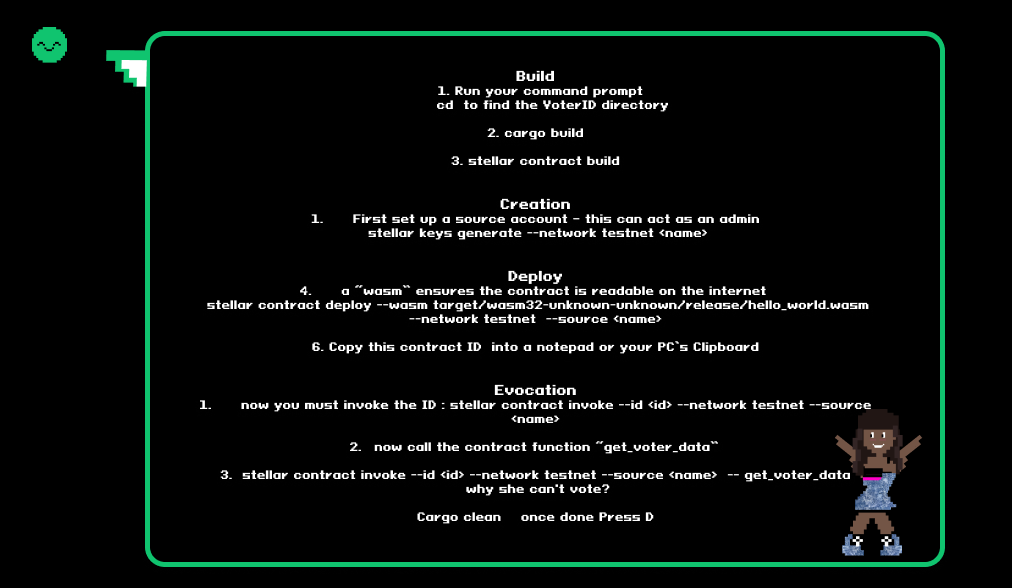 Build
1. Run your command prompt
cd  to find the VoterID directory
2. cargo build
3. stellar contract build
Creation
1.   First set up a source account - this can act as an admin
stellar keys generate --network testnet <name>
Deploy
4.   a "wasm" ensures the contract is readable on the internet
stellar contract deploy --wasm target/wasm32-unknown-unknown/release/hello_world.wasm
--network testnet  --source <name>
6. Copy this contract ID  into a notepad or your PC`s Clipboard
Evocation
1.   now you must invoke the ID : stellar contract invoke --id <id> --network testnet --source
<name>
2.  now call the contract function "get_voter_data"
3.  stellar contract invoke --id <id> --network testnet --source <name>  -- get_voter_data
why she can't vote?
Cargo clean   once done Press D